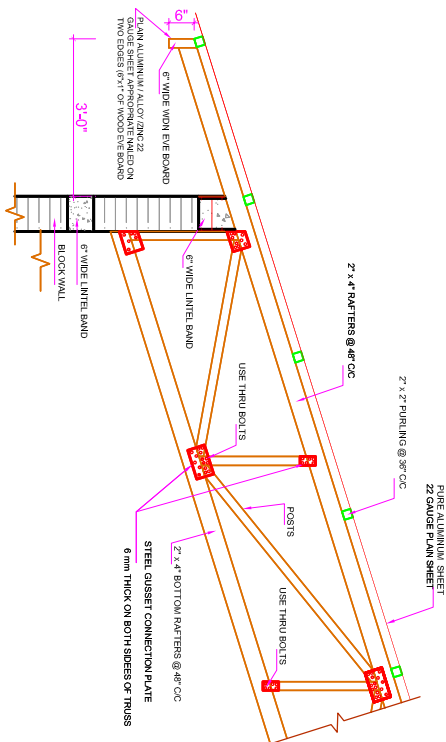 6"
3'-0"
PLAIN ALUMINUM / ALLOY /ZINC 22
GAUGE SHEET APPROPRIATE NAILED ON
TWO EDGES (6"x1" OF WOOD EVE BOARD
6" WIDE WDN EVE BOARD
BLOCK WALL
6" WIDE LINTEL BAND
6" WIDE LINTEL BAND
2" x 4" RAFTERS @ 48" C/C
2" x 2" PURLING @ 36" C/C
PURE ALUMINUM SHEET
22 GAUGE PLAIN SHEET
USE THRU BOLTS
POSTS
USE THRU BOLTS
2" x 4" BOTTOM RAFTERS @ 48" C/C
STEEL GUSSET CONNECTION PLATE
6 mm THICK ON BOTH SIDEES OF TRUSS